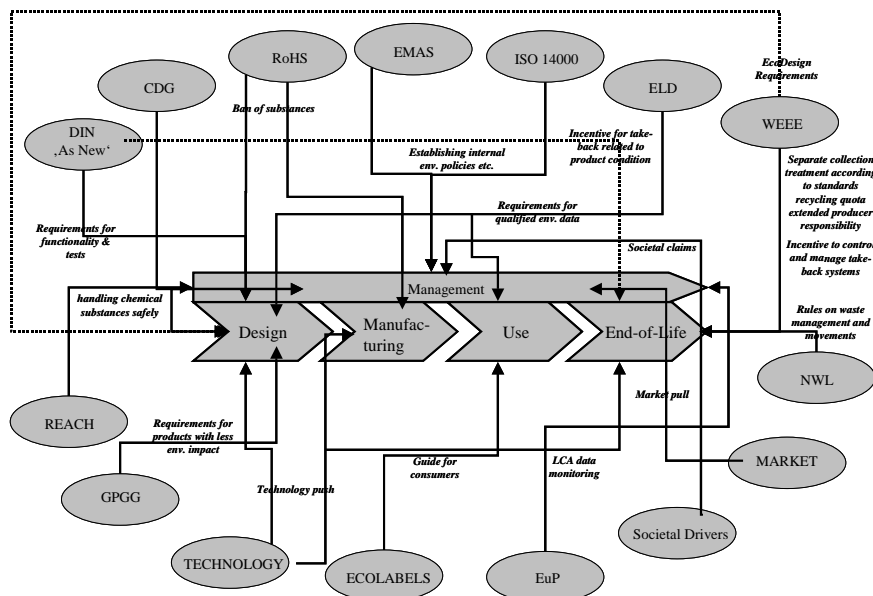 EMAS
RoHS
ISO 14000
EcoDesign
Requirements
CDG
ELD
Ban of substances
WEEE
DIN
‚As New‘
Incentive for take-
back related to
product condition
Establishing internal
env. policies etc.
Separate collection,
treatment according
to standards
recycling quota
extended producer
responsibility
Incentive to control
and manage take-
back systems
Requirements for
functionality &
tests
Requirements for
qualified env. data
Societal claims
Management
handling chemical
substances safely
Design
Manufac-
turing
Use
End-of-Life
Rules on waste
management and
movements
NWL
REACH
Market pull
Requirements for
products with less
env. impact
Guide for
consumers
LCA data
monitoring
MARKET
GPGG
Technology push
Societal Drivers
TECHNOLOGY
ECOLABELS
EuP